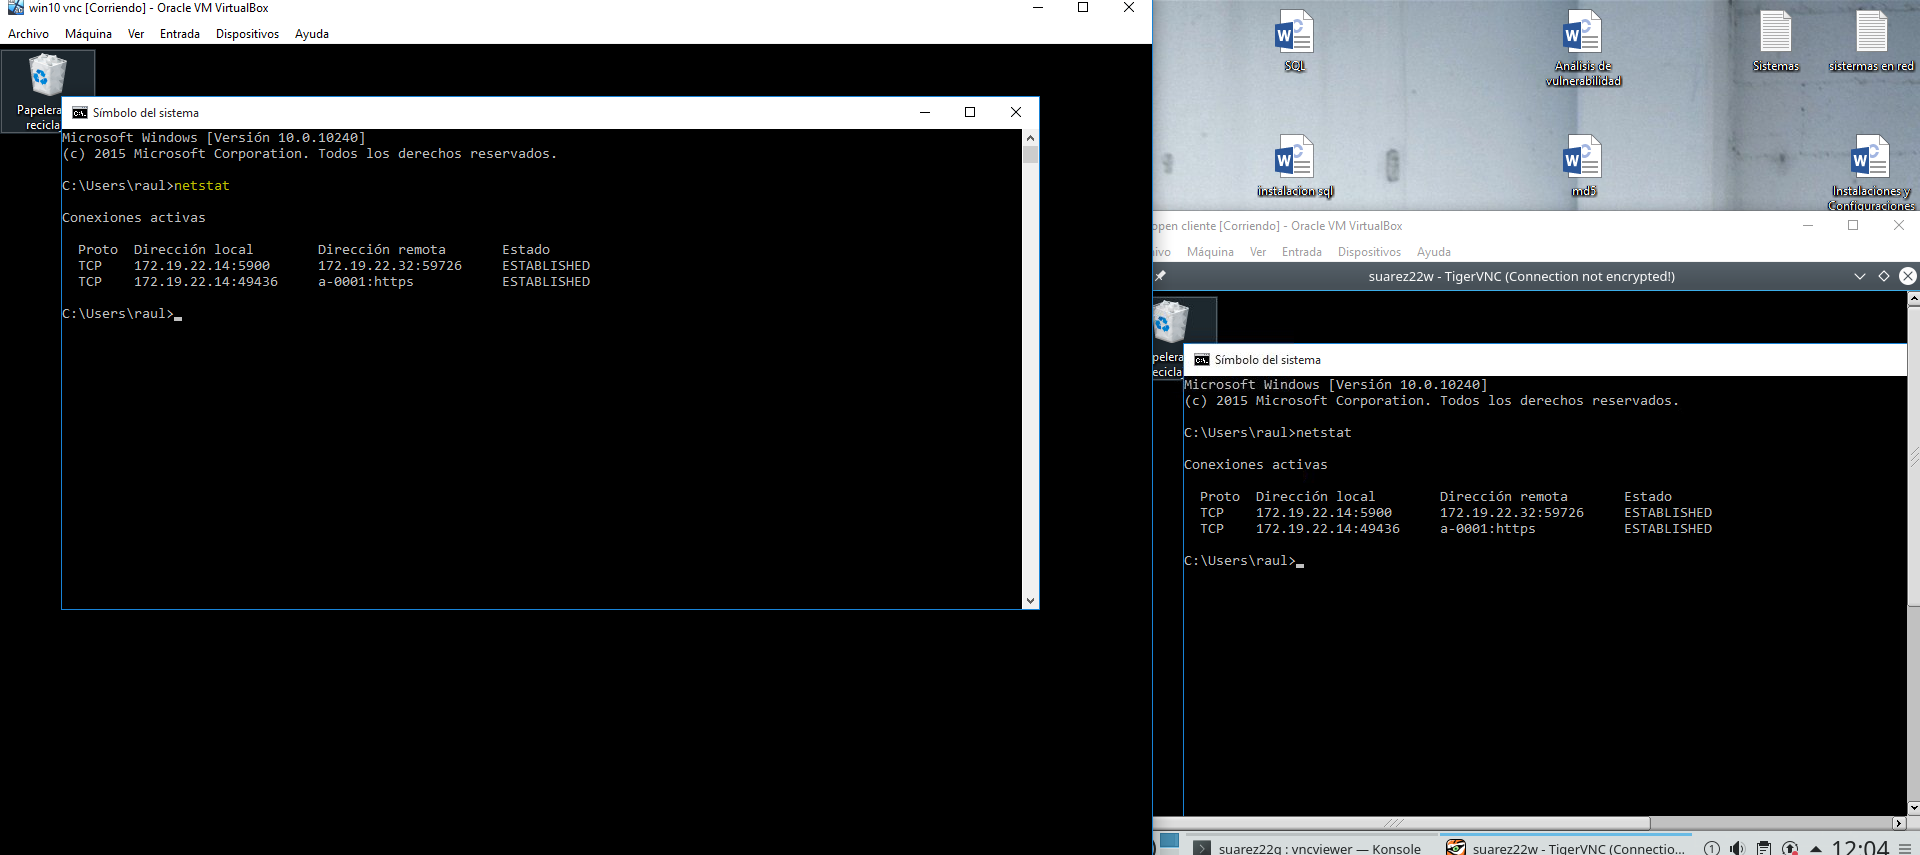 win10 vnc [Corriendo] - Oracle VM VirtualBox
Archivo Máquina Ver Entrada Dispositivos Ayuda
Papelera
recicla
Símbolo del sistema
Microsoft Windows [Versión 10.0.10240]
(c) 2015 Microsoft Corporation. Todos los derechos reservados.
C:\Users\raul>netstat
Conexiones activas
Proto Dirección local Dirección remota Estado
TCP 172.19.22.14:5900 172.19.22.32:59726 ESTABLISHED
TCP 172.19.22.14:49436 a-0001:https ESTABLISHED
C:\Users\raul>
SQL
Análisis de
vulnerabilidad
Sistemas
sistermas en red
instalacion sql
md5
Instalaciones y
Configuraciones
open cliente [Corriendo] - Oracle VM VirtualBox
ivo Máquina Ver Entrada Dispositivos Ayuda
suarez22w - TigerVNC (Connection not encrypted!)
pelera
ecicla
Símbolo del sistema
Microsoft Windows [Versión 10.0.10240]
(c) 2015 Microsoft Corporation. Todos los derechos reservados.
C:\Users\raul>netstat
Conexiones activas
Proto Dirección local Dirección remota Estado
TCP 172.19.22.14:5900 172.19.22.32:59726 ESTABLISHED
TCP 172.19.22.14:49436 a-0001:https ESTABLISHED
C:\Users\raul>
suarez22g : vncviewer — Konsole
suarez22w - TigerVNC (Connectio...
1
12:04